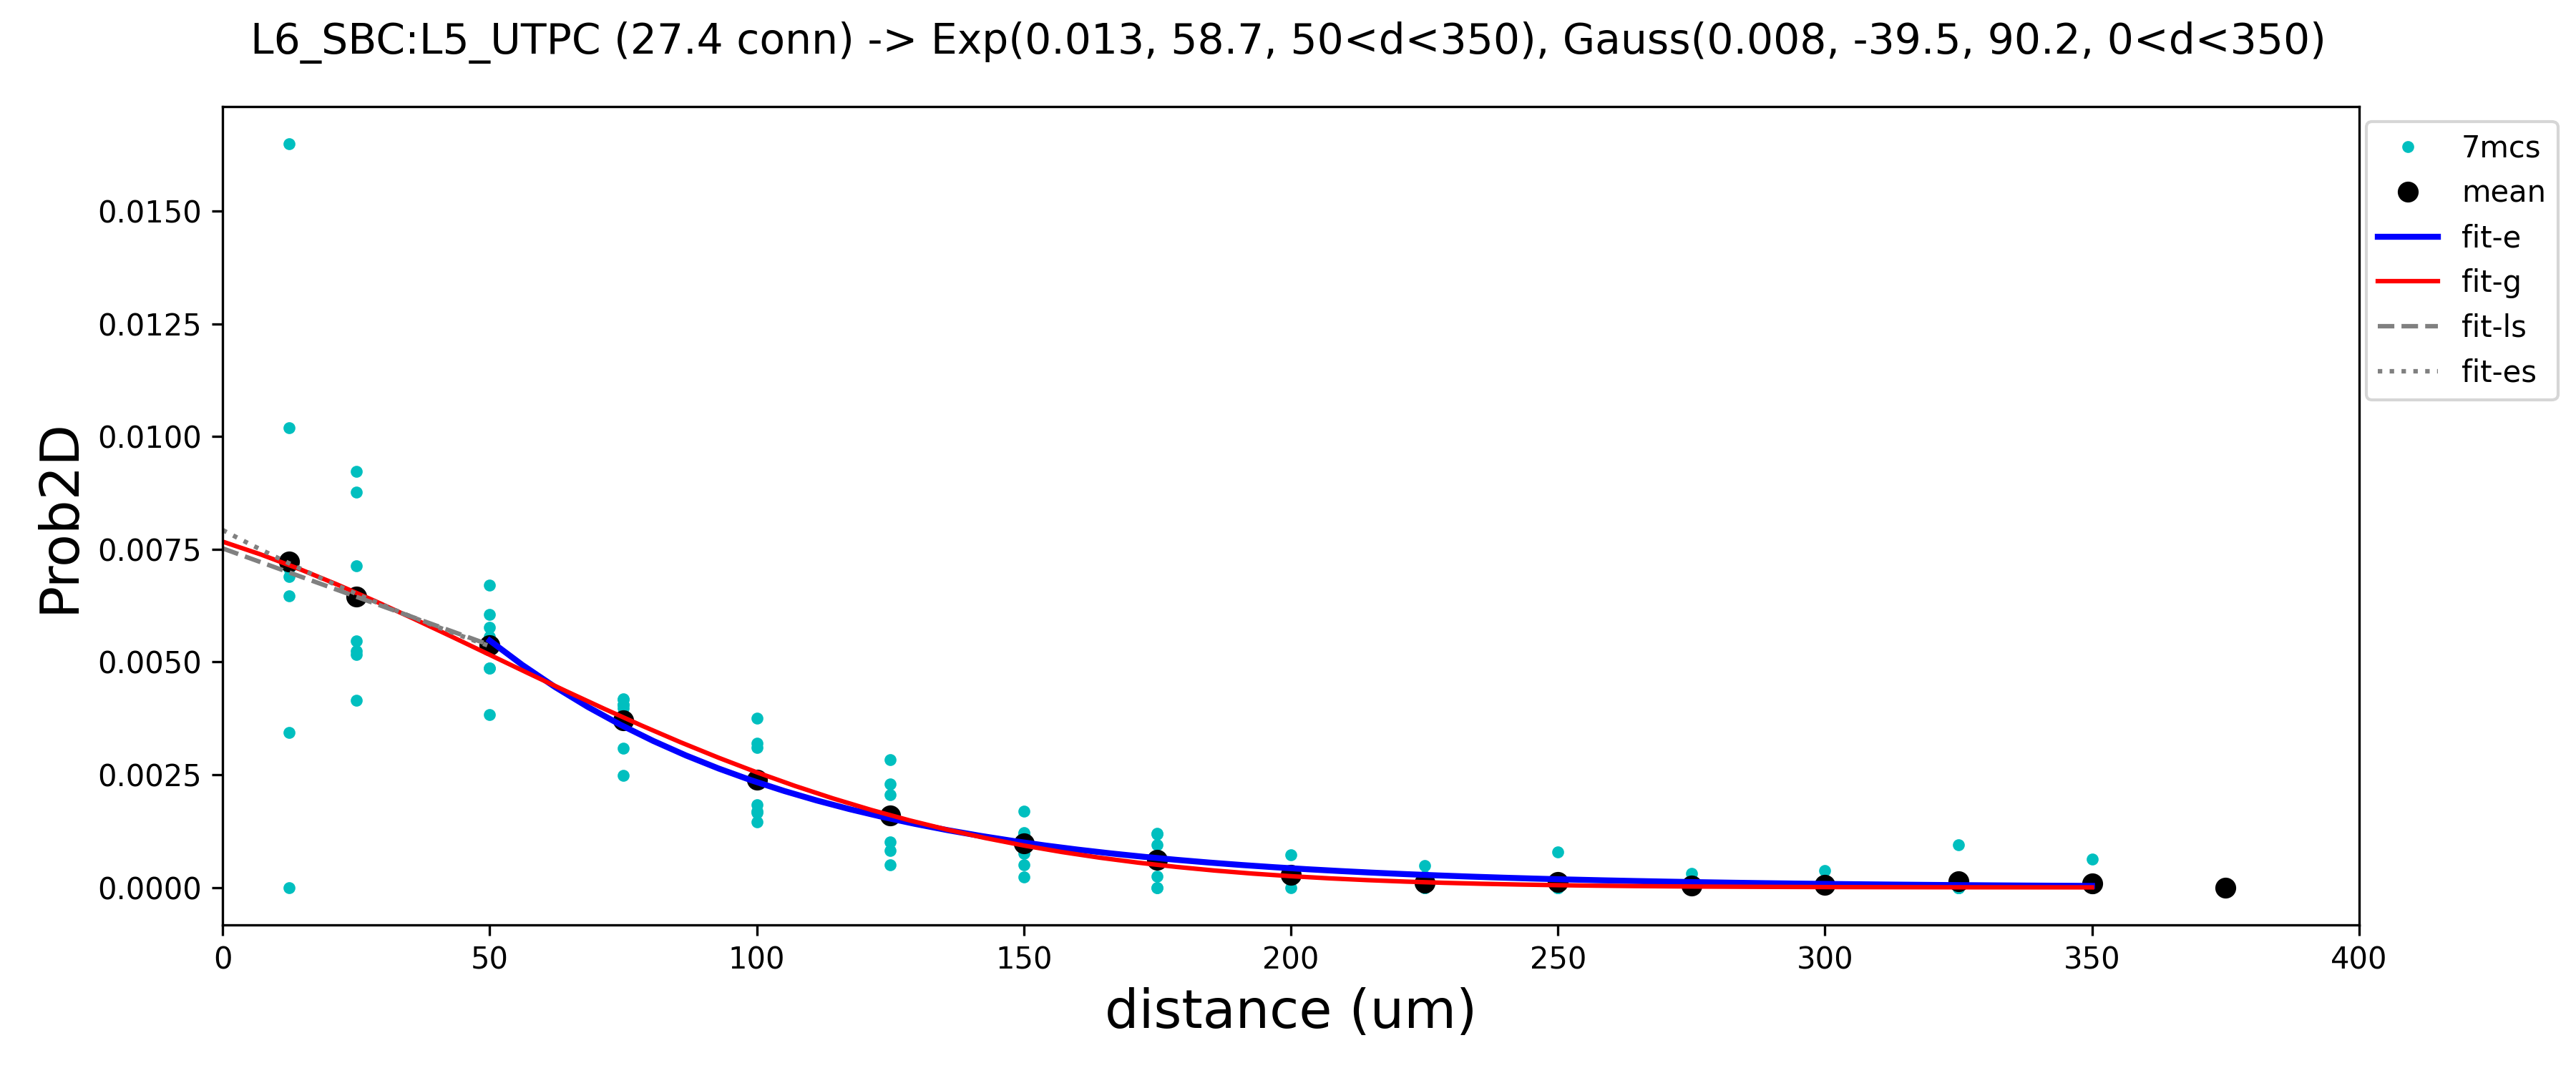 L6_SBC:L5_UTPC (27.4 conn) -> Exp(0.013, 58.7, 50<d<350), Gauss(0.008, -39.5, 90.2, 0<d<350)
7mcs
mean
fit-e
fit-g
fit-ls
fit-es
Prob2D
0.0150
0.0125
0.0100
0.0075
0.0050
0.0025
0.0000
0 50 100 150 200 250 300 350 400
distance (um)